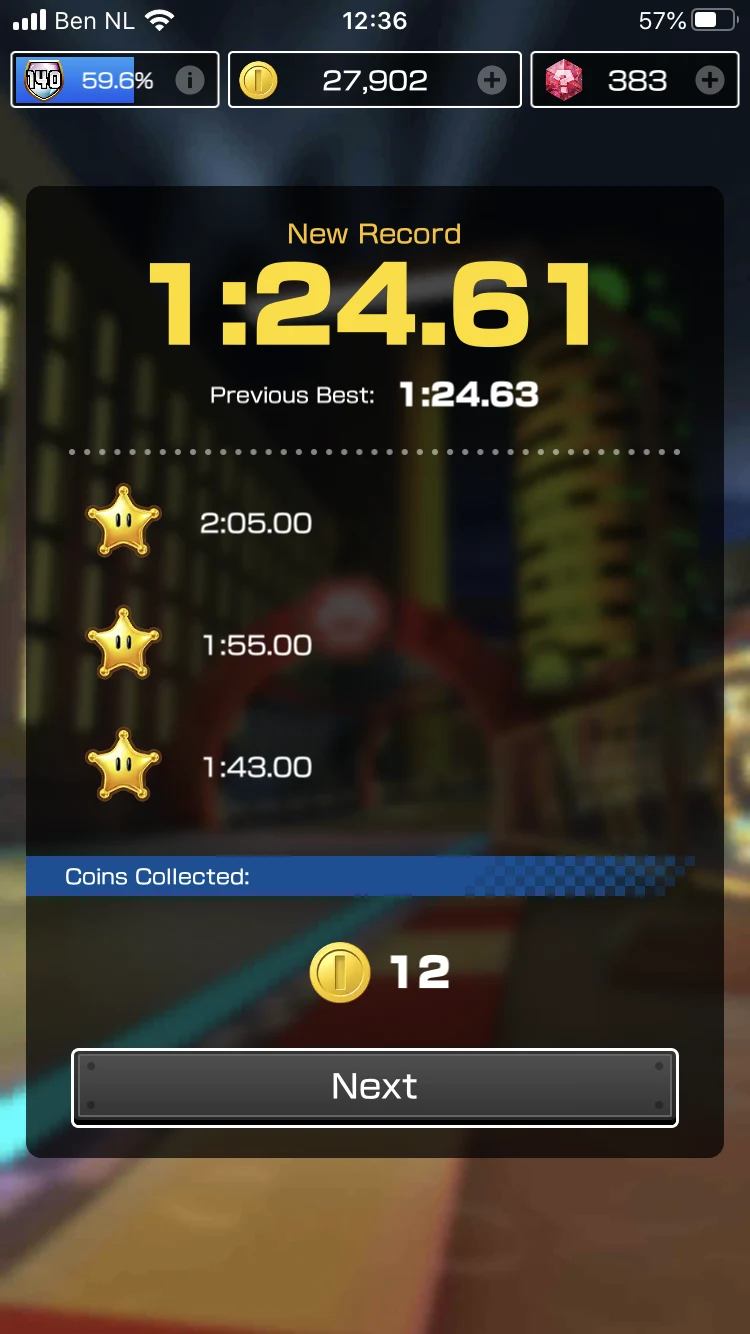 Ben NL 12:36 57%
140 59.6% i 27,902 + ? 383 +
New Record
1:24.61
Previous Best: 1:24.63
2:05.00
1:55.00
1:43.00
Coins Collected:
12
Next